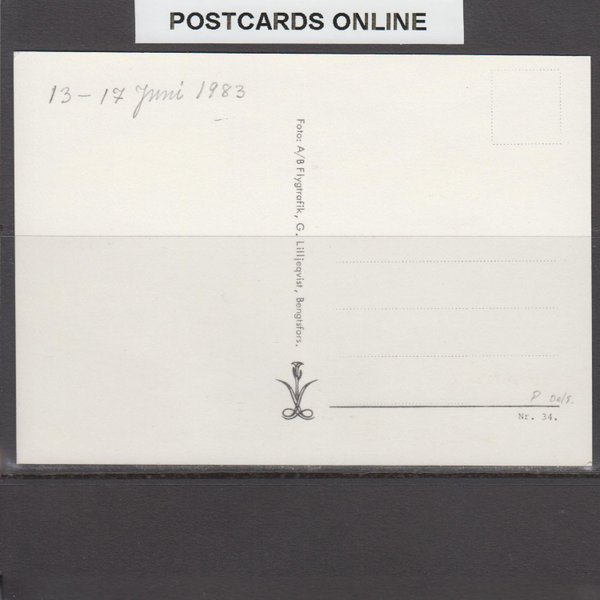 POSTCARDS ONLINE
13 – 17 Juni 1983
Foto: A/B Flygtrafik, G. Lilljeqvist, Bengtsfors.
Nr. 34.